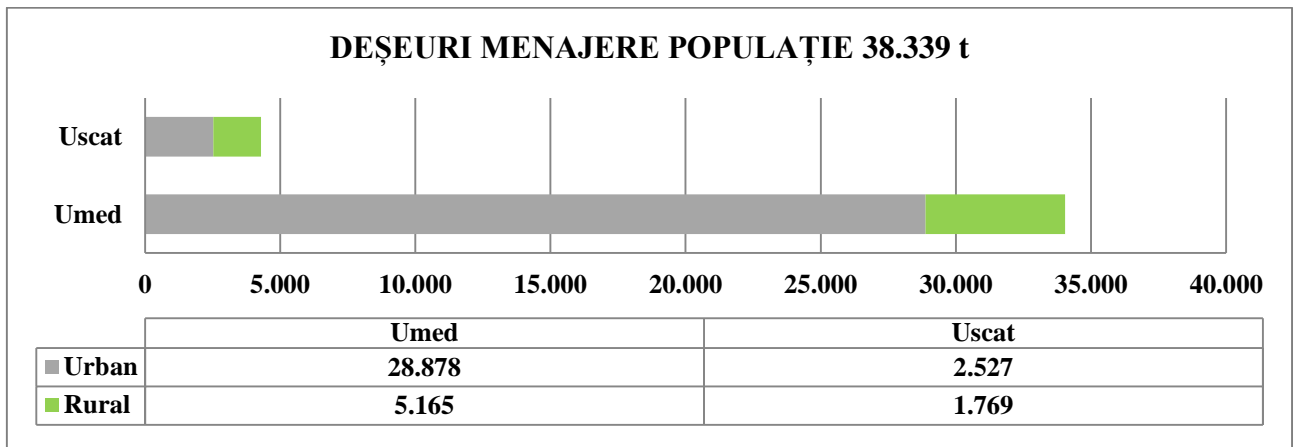 DEȘEURI MENAJERE POPULAȚIE 38.339 t
Uscat
Umed
0 5.000 10.000 15.000 20.000 25.000 30.000 35.000 40.000
Umed Uscat
Urban 28.878 2.527
Rural 5.165 1.769